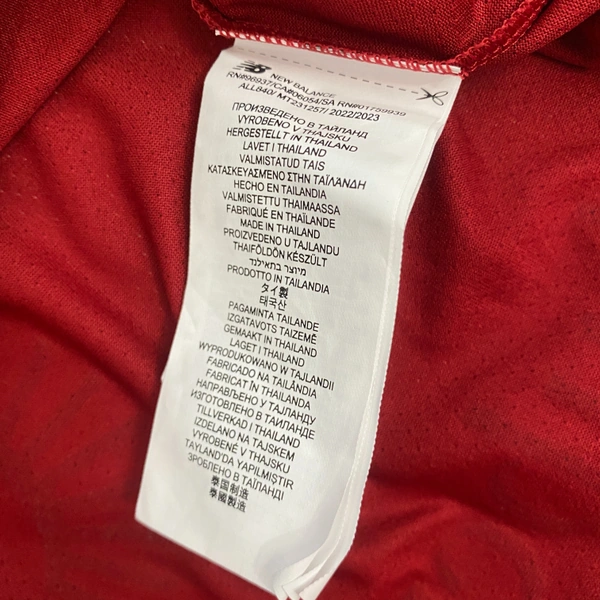 NEW BALANCE
RN#96937/CA#06054/SA RN#01759939
ALL840/ MT231257/ 2022/2023
ПРОИЗВЕДЕНО В ТАЙЛАНД
VYROBENO V THAJSKU
HERGESTELLT IN THAILAND
LAVET I THAILAND
VALMISTATUD TAIS
ΚΑΤΑΣΚΕΥΑΣΜΕΝΟ ΣΤΗΝ ΤΑΪΛΆΝΔΗ
HECHO EN TAILANDIA
VALMISTETTU THAIMAASSA
FABRIQUÉ EN THAÏLANDE
MADE IN THAILAND
PROIZVEDENO U TAJLANDU
THAIFÖLDÖN KÉSZÜLT
מיוצר בתאילנד
PRODOTTO IN TAILANDIA
タイ製
태국산
PAGAMINTA TAILANDE
IZGATAVOTS TAIZEMĒ
GEMAAKT IN THAILAND
LAGET I THAILAND
WYPRODUKOWANO W TAJLANDII
FABRICADO NA TAILÂNDIA
FABRICAT ÎN THAILANDA
НАПРАВЉЕНО У ТАЈЛАНДУ
ИЗГОТОВЛЕНО В ТАИЛАНДЕ
TILLVERKAD I THAILAND
IZDELANO NA TAJSKEM
VYROBENÉ V THAJSKU
TAYLAND'DA YAPILMIŞTIR
ЗРОБЛЕНО В ТАЇЛАНДІ
泰国制造
泰國製造